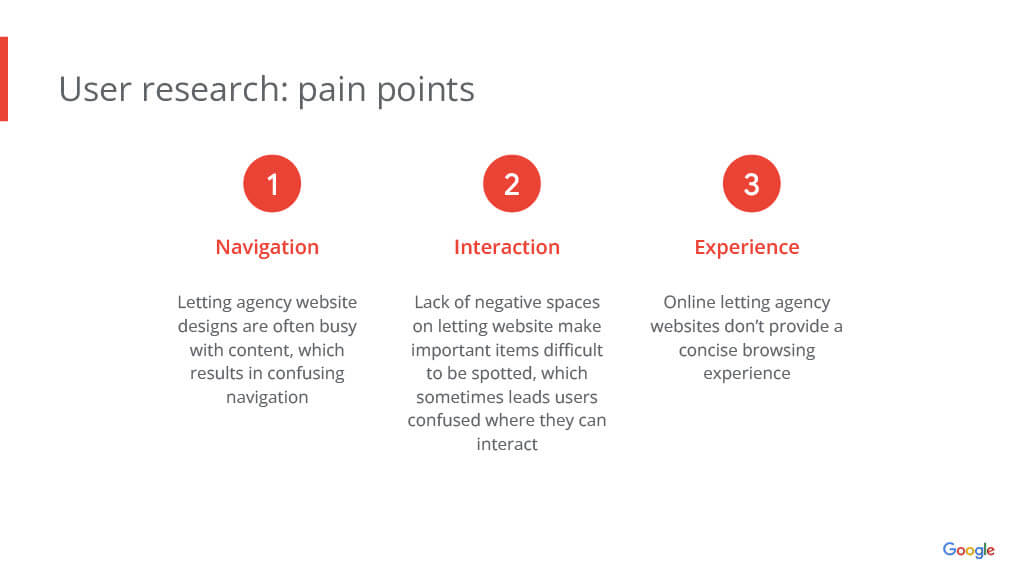 User research: pain points
1
Navigation
Letting agency website
designs are often busy
with content, which
results in confusing
navigation
2
Interaction
Lack of negative spaces
on letting website make
important items difficult
to be spotted, which
sometimes leads users
confused where they can
interact
3
Experience
Online letting agency
websites don’t provide a
concise browsing
experience
Google